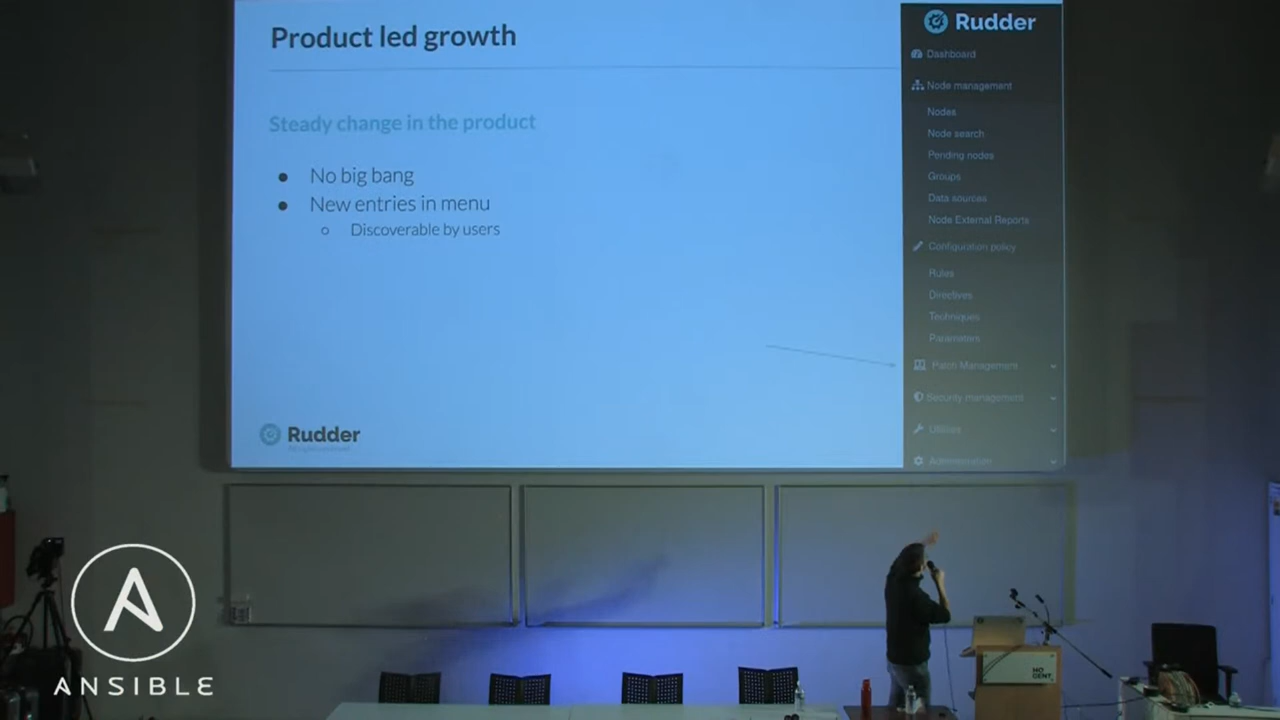 Product led growth
Steady change in the product
No big bang
New entries in menu
Discoverable by users
Rudder
Rudder
Dashboard
Node management
Nodes
Node search
Pending nodes
Groups
Data sources
Node External Reports
Configuration policy
Rules
Directives
Techniques
Parameters
Patch Management
Security management
Utilities
Administration
HO
GENT
ANSIBLE